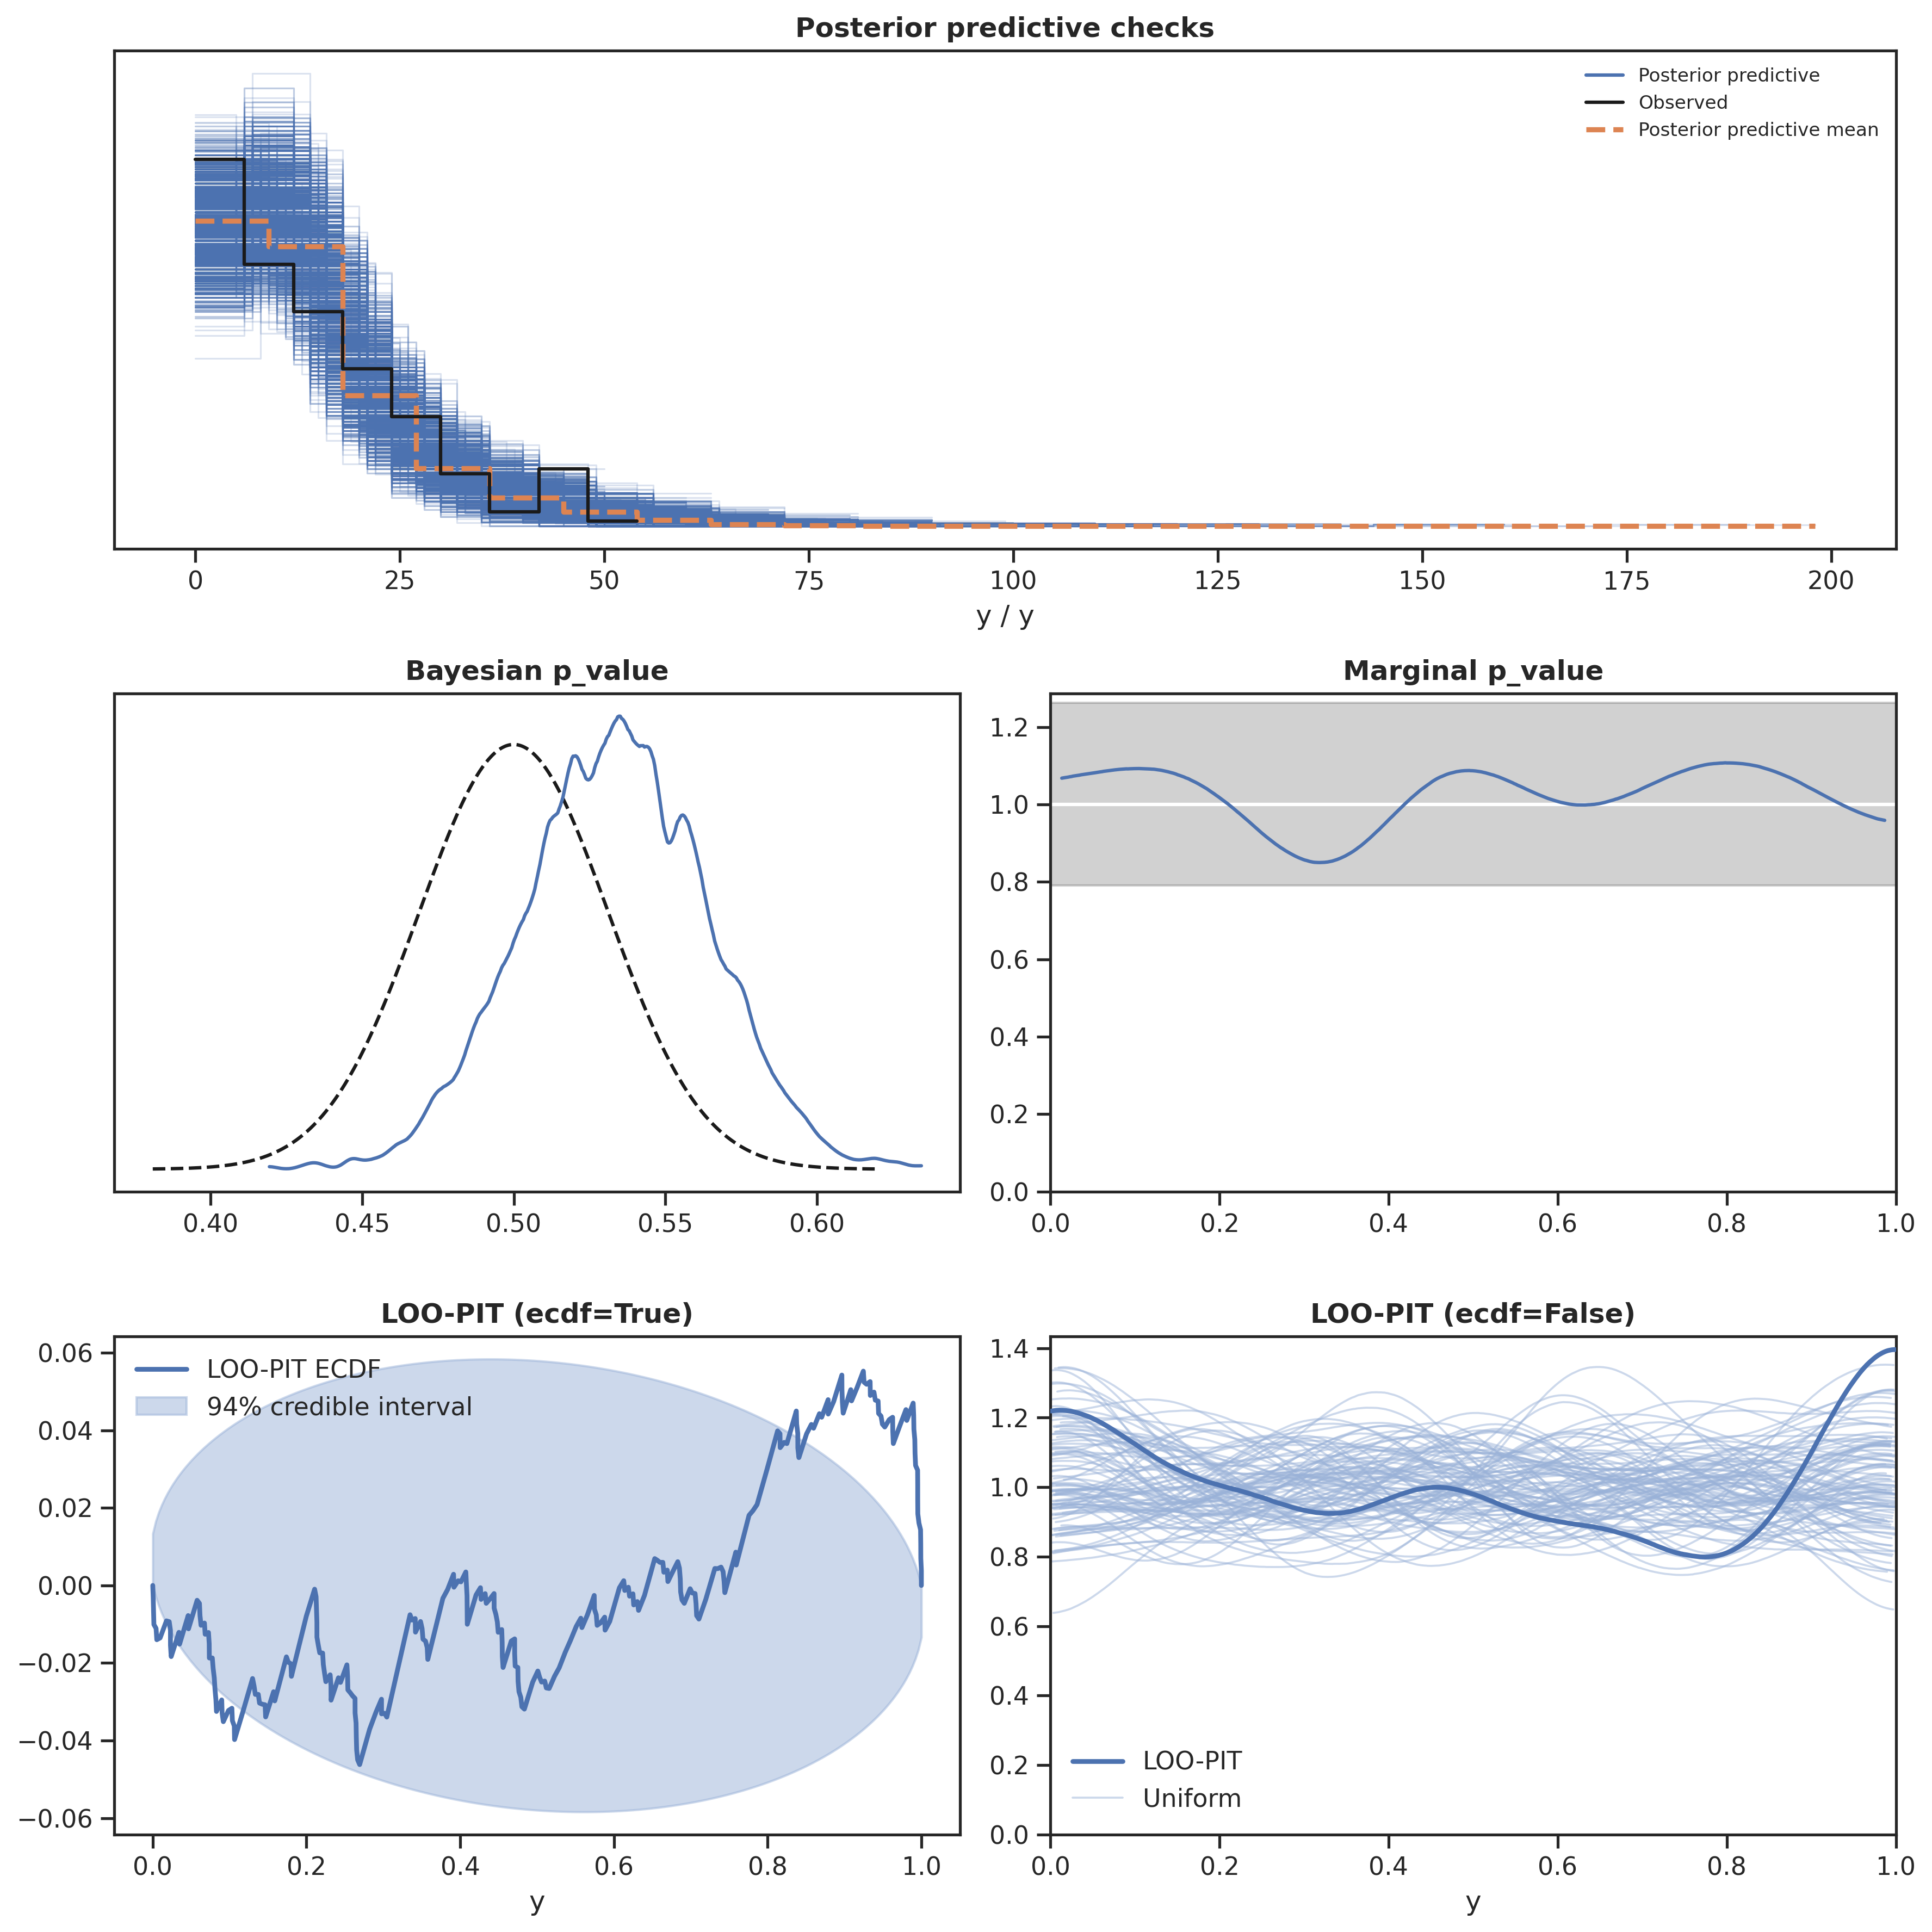 Posterior predictive checks
Posterior predictive
Observed
Posterior predictive mean
0 25 50 75 100 125 150 175 200
y / y
Bayesian p_value
0.40 0.45 0.50 0.55 0.60
Marginal p_value
1.2
1.0
0.8
0.6
0.4
0.2
0.0
0.0 0.2 0.4 0.6 0.8 1.0
LOO-PIT (ecdf=True)
0.06
0.04
0.02
0.00
−0.02
−0.04
−0.06
LOO-PIT ECDF
94% credible interval
0.0 0.2 0.4 0.6 0.8 1.0
y
LOO-PIT (ecdf=False)
1.4
1.2
1.0
0.8
0.6
0.4
0.2
0.0
LOO-PIT
Uniform
0.0 0.2 0.4 0.6 0.8 1.0
y